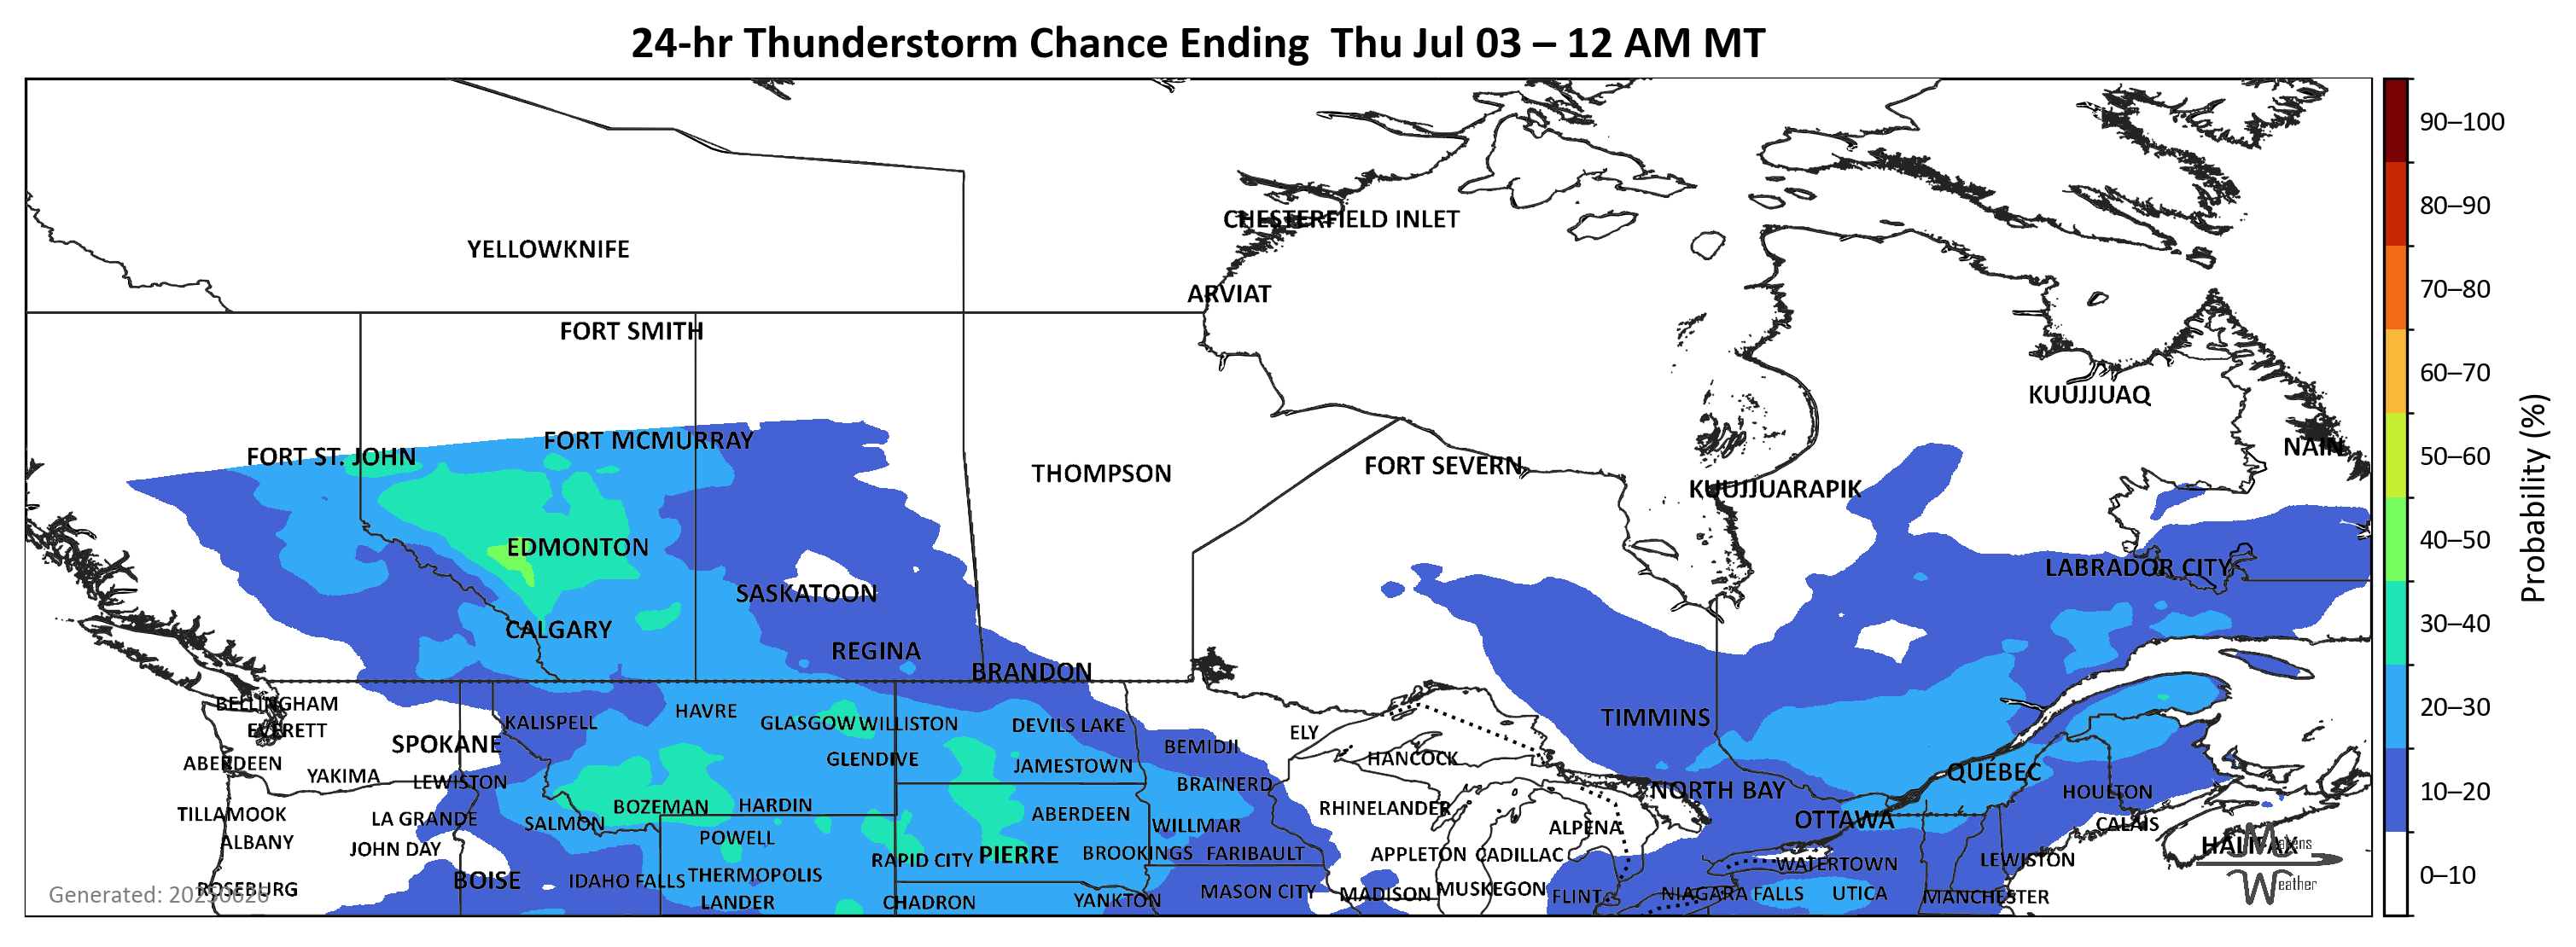 24-hr Thunderstorm Chance Ending Thu Jul 03 – 12 AM MT
90–100
80–90
CHESTERFIELD INLET
YELLOWKNIFE
70–80
ARVIAT
FORT SMITH
60–70
KUUJJUAQ
FORT MCMURRAY
NAIN
FORT ST. JOHN
50–60
FORT SEVERN
THOMPSON
KUUJJUARAPIK
EDMONTON
40–50
Probability (%)
LABRADOR CITY
SASKATOON
CALGARY
30–40
REGINA
BRANDON
BELLINGHAM
20–30
HAVRE
TIMMINS
KALISPELL
GLASGOW
WILLISTON
DEVILS LAKE
EVERETT
ELY
SPOKANE
BEMIDJI
HANCOCK
GLENDIVE
ABERDEEN
JAMESTOWN
QUÉBEC
YAKIMA
LEWISTON
BRAINERD
NORTH BAY
HOULTON
10–20
BOZEMAN
HARDIN
RHINELANDER
TILLAMOOK
ABERDEEN
LA GRANDE
OTTAWA
SALMON
WILLMAR
CALAIS
ALPENA
POWELL
ALBANY
HALIFAX
Makens
JOHN DAY
BROOKINGS
FARIBAULT
APPLETON
CADILLAC
PIERRE
RAPID CITY
LEWISTON
WATERTOWN
THERMOPOLIS
0–10
BOISE
IDAHO FALLS
Weather
ROSEBURG
MUSKEGON
MASON CITY
MADISON
NIAGARA FALLS
UTICA
Generated: 20250626
FLINT
MANCHESTER
YANKTON
LANDER
CHADRON